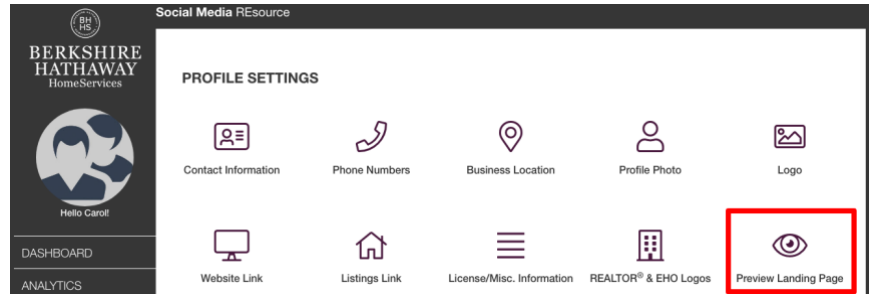 Social Media REsource
BH
HS
BERKSHIRE
HATHAWAY
HomeServices
Hello Carol!
DASHBOARD
ANALYTICS
PROFILE SETTINGS
Contact Information
Phone Numbers
Business Location
Profile Photo
Logo
Website Link
Listings Link
License/Misc. Information
REALTOR® & EHO Logos
Preview Landing Page